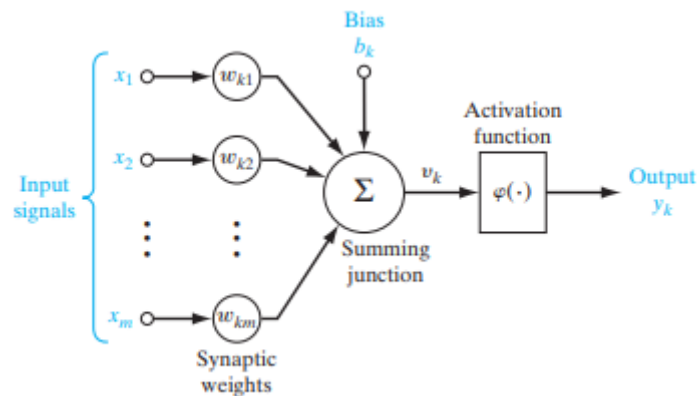 Bias
b_k
x_1
w_k1
Activation
function
x_2
w_k2
Σ
v_k
φ(·)
Output
y_k
Input
signals
Summing
junction
x_m
w_km
Synaptic
weights